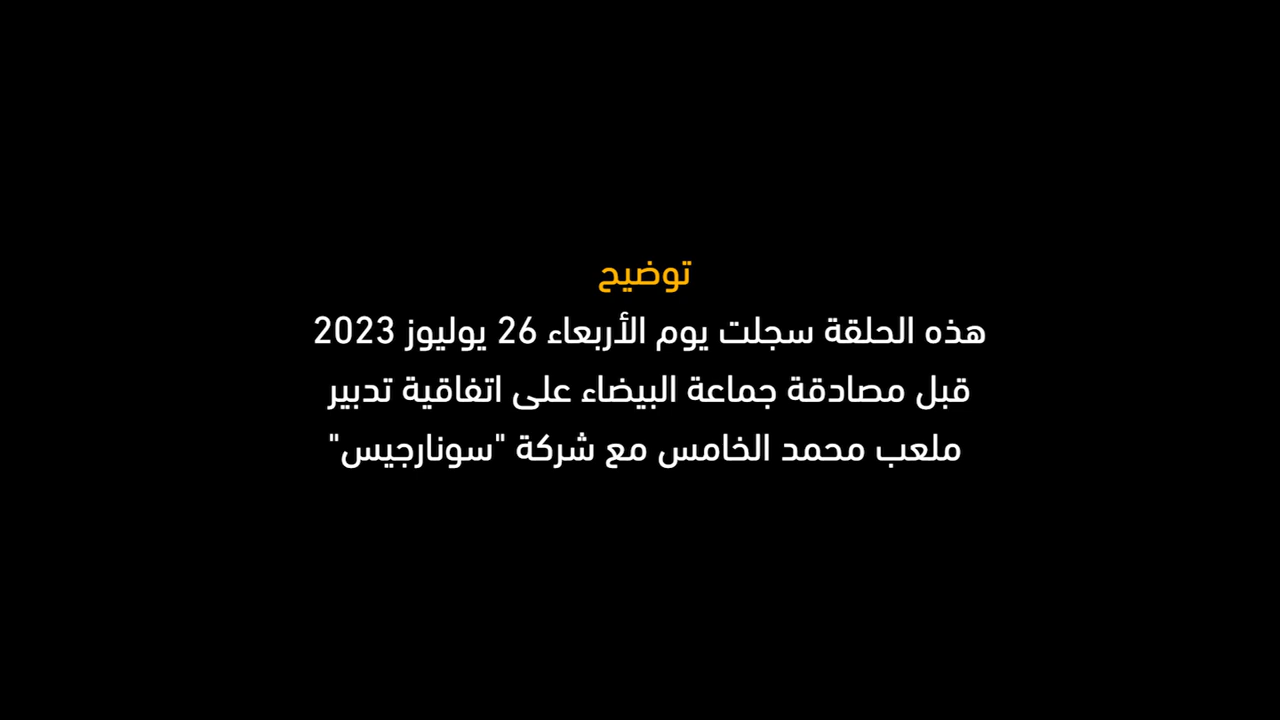 توضيح
هذه الحلقة سجلت يوم الأربعاء 26 يوليوز 2023
قبل مصادقة جماعة البيضاء على اتفاقية تدبير
ملعب محمد الخامس مع شركة "سونارجيس"